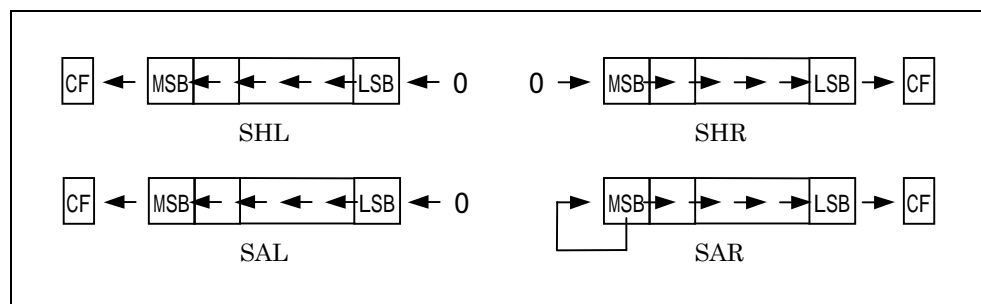 CF MSB LSB 0 0 MSB LSB CF
SHL SHR
CF MSB LSB 0 MSB LSB CF
SAL SAR